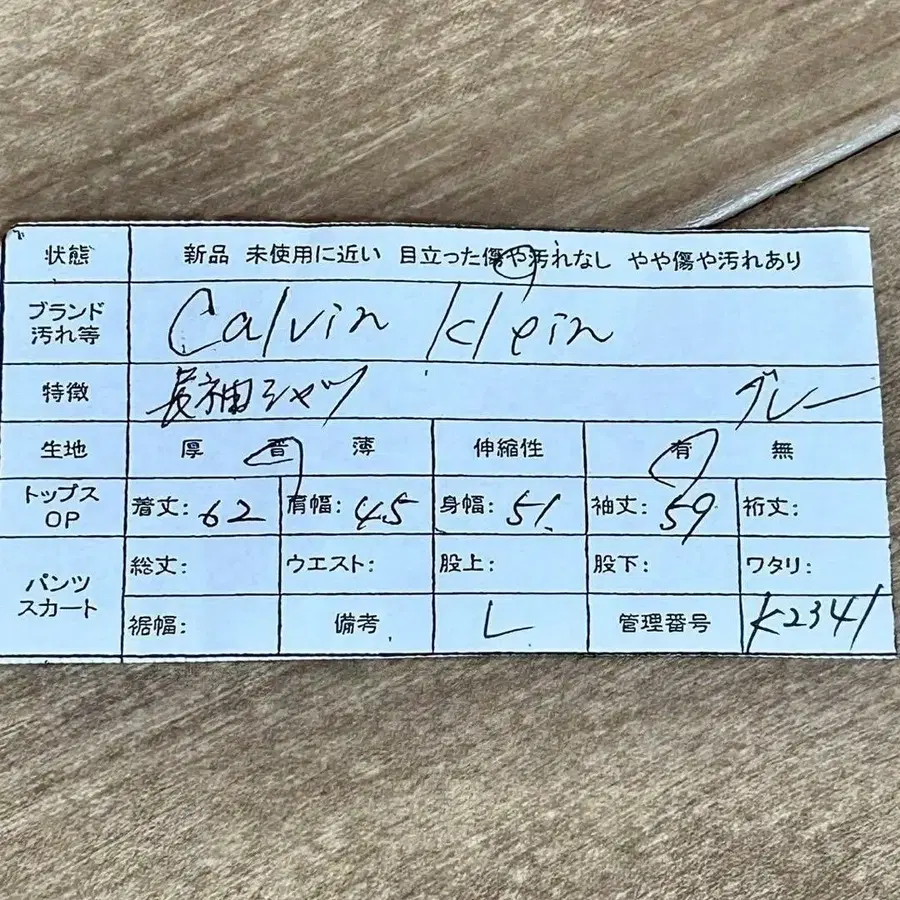 状態 新品 未使用に近い 目立った傷や汚れなし やや傷や汚れあり
ブランド
汚れ等 Calvin Klein
特徴 長袖シャツ グレー
生地 厚 普 薄 伸縮性 有 無
トップス
OP 着丈: 62 肩幅: 45 身幅: 51 袖丈: 59 裄丈:
パンツ
スカート 総丈: ウエスト: 股上: 股下: ワタリ:
裾幅: 備考 L 管理番号 K2341